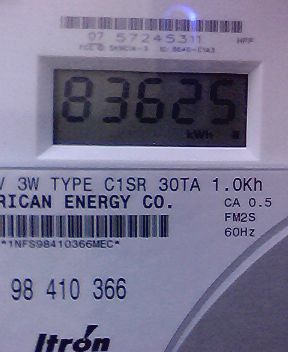 07 57245311
83625
kWh
V 3W TYPE C1SR 30TA 1.0Kh
RICAN ENERGY CO.
CA 0.5
FM2S
60Hz
*1NFS98410366MEC*
98 410 366
Itron